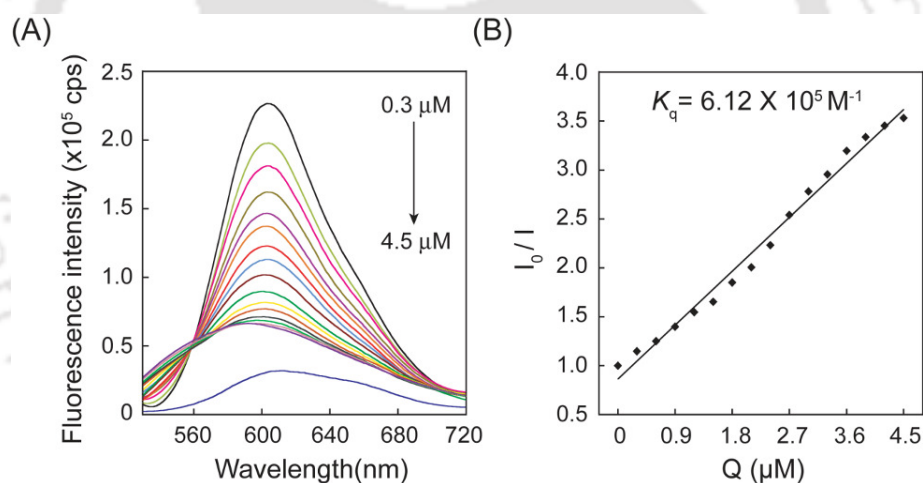 (A)
Fluorescence intensity (x10⁵ cps)
2.5
2.0
1.5
1.0
0.5
0
0.3 µM
4.5 µM
560 600 640 680 720
Wavelength(nm)
(B)
I₀ / I
4.0
3.5
3.0
2.5
2.0
1.5
1.0
0.5
Kq = 6.12 X 10⁵ M⁻¹
0 0.9 1.8 2.7 3.6 4.5
Q (µM)